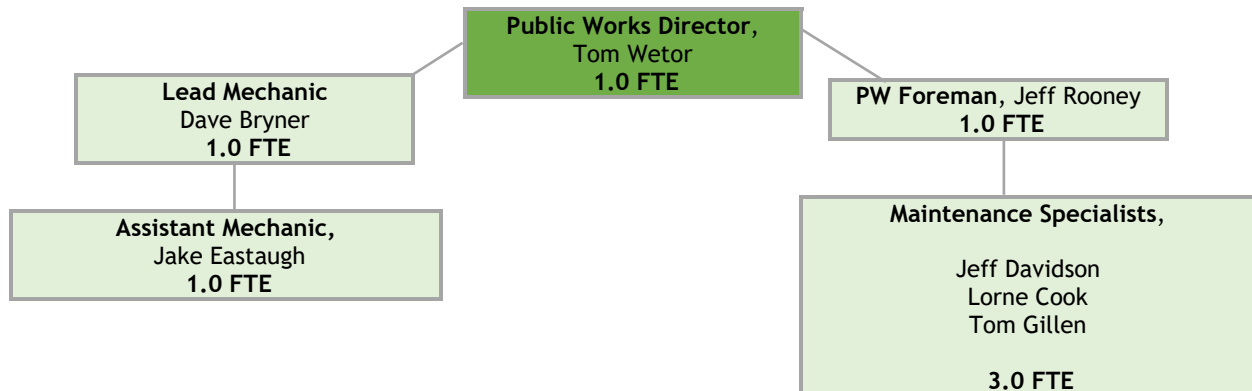 Public Works Director,
Tom Wetor
1.0 FTE
Lead Mechanic
Dave Bryner
1.0 FTE
PW Foreman, Jeff Rooney
1.0 FTE
Assistant Mechanic,
Jake Eastaugh
1.0 FTE
Maintenance Specialists,
Jeff Davidson
Lorne Cook
Tom Gillen
3.0 FTE